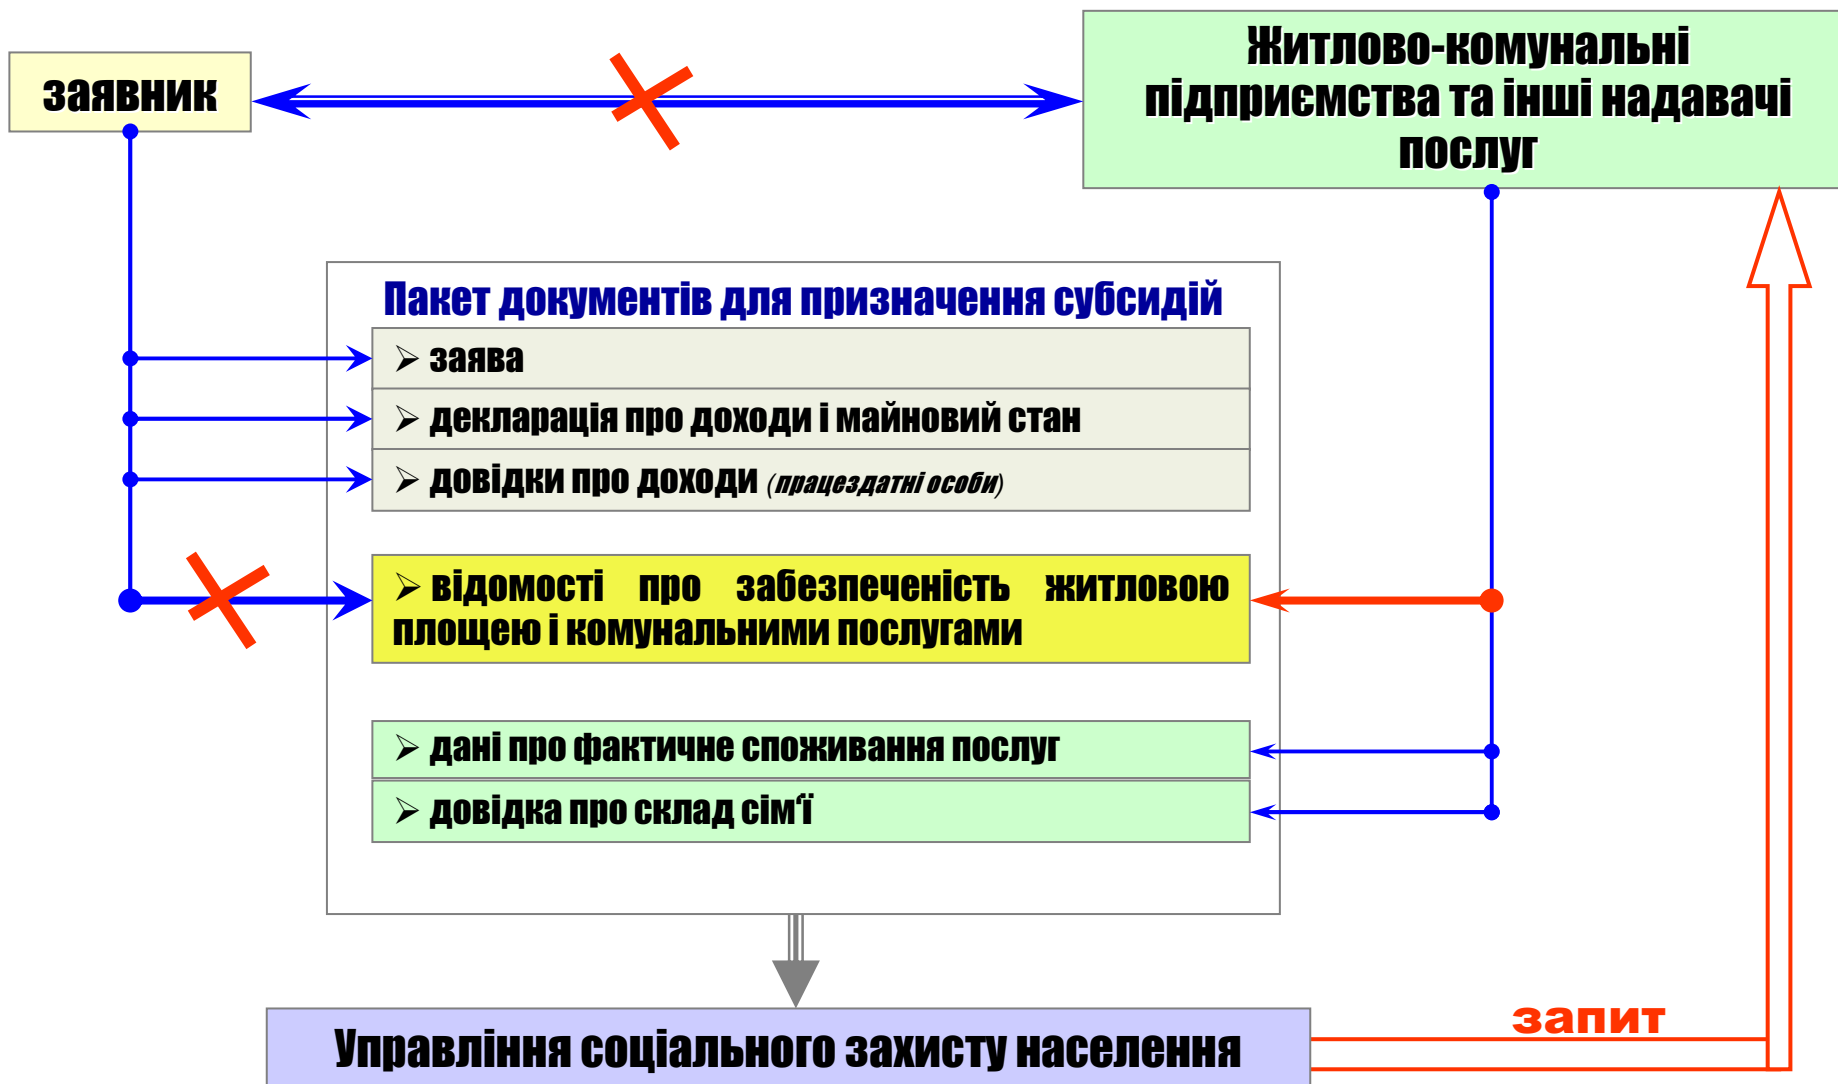 заявник
Житлово-комунальні
підприємства та інші надавачі
послуг
Пакет документів для призначення субсидій
➢ заява
➢ декларація про доходи і майновий стан
➢ довідки про доходи (працездатні особи)
➢ відомості про забезпеченість житловою
площею і комунальними послугами
➢ дані про фактичне споживання послуг
➢ довідка про склад сім‘ї
запит
Управління соціального захисту населення